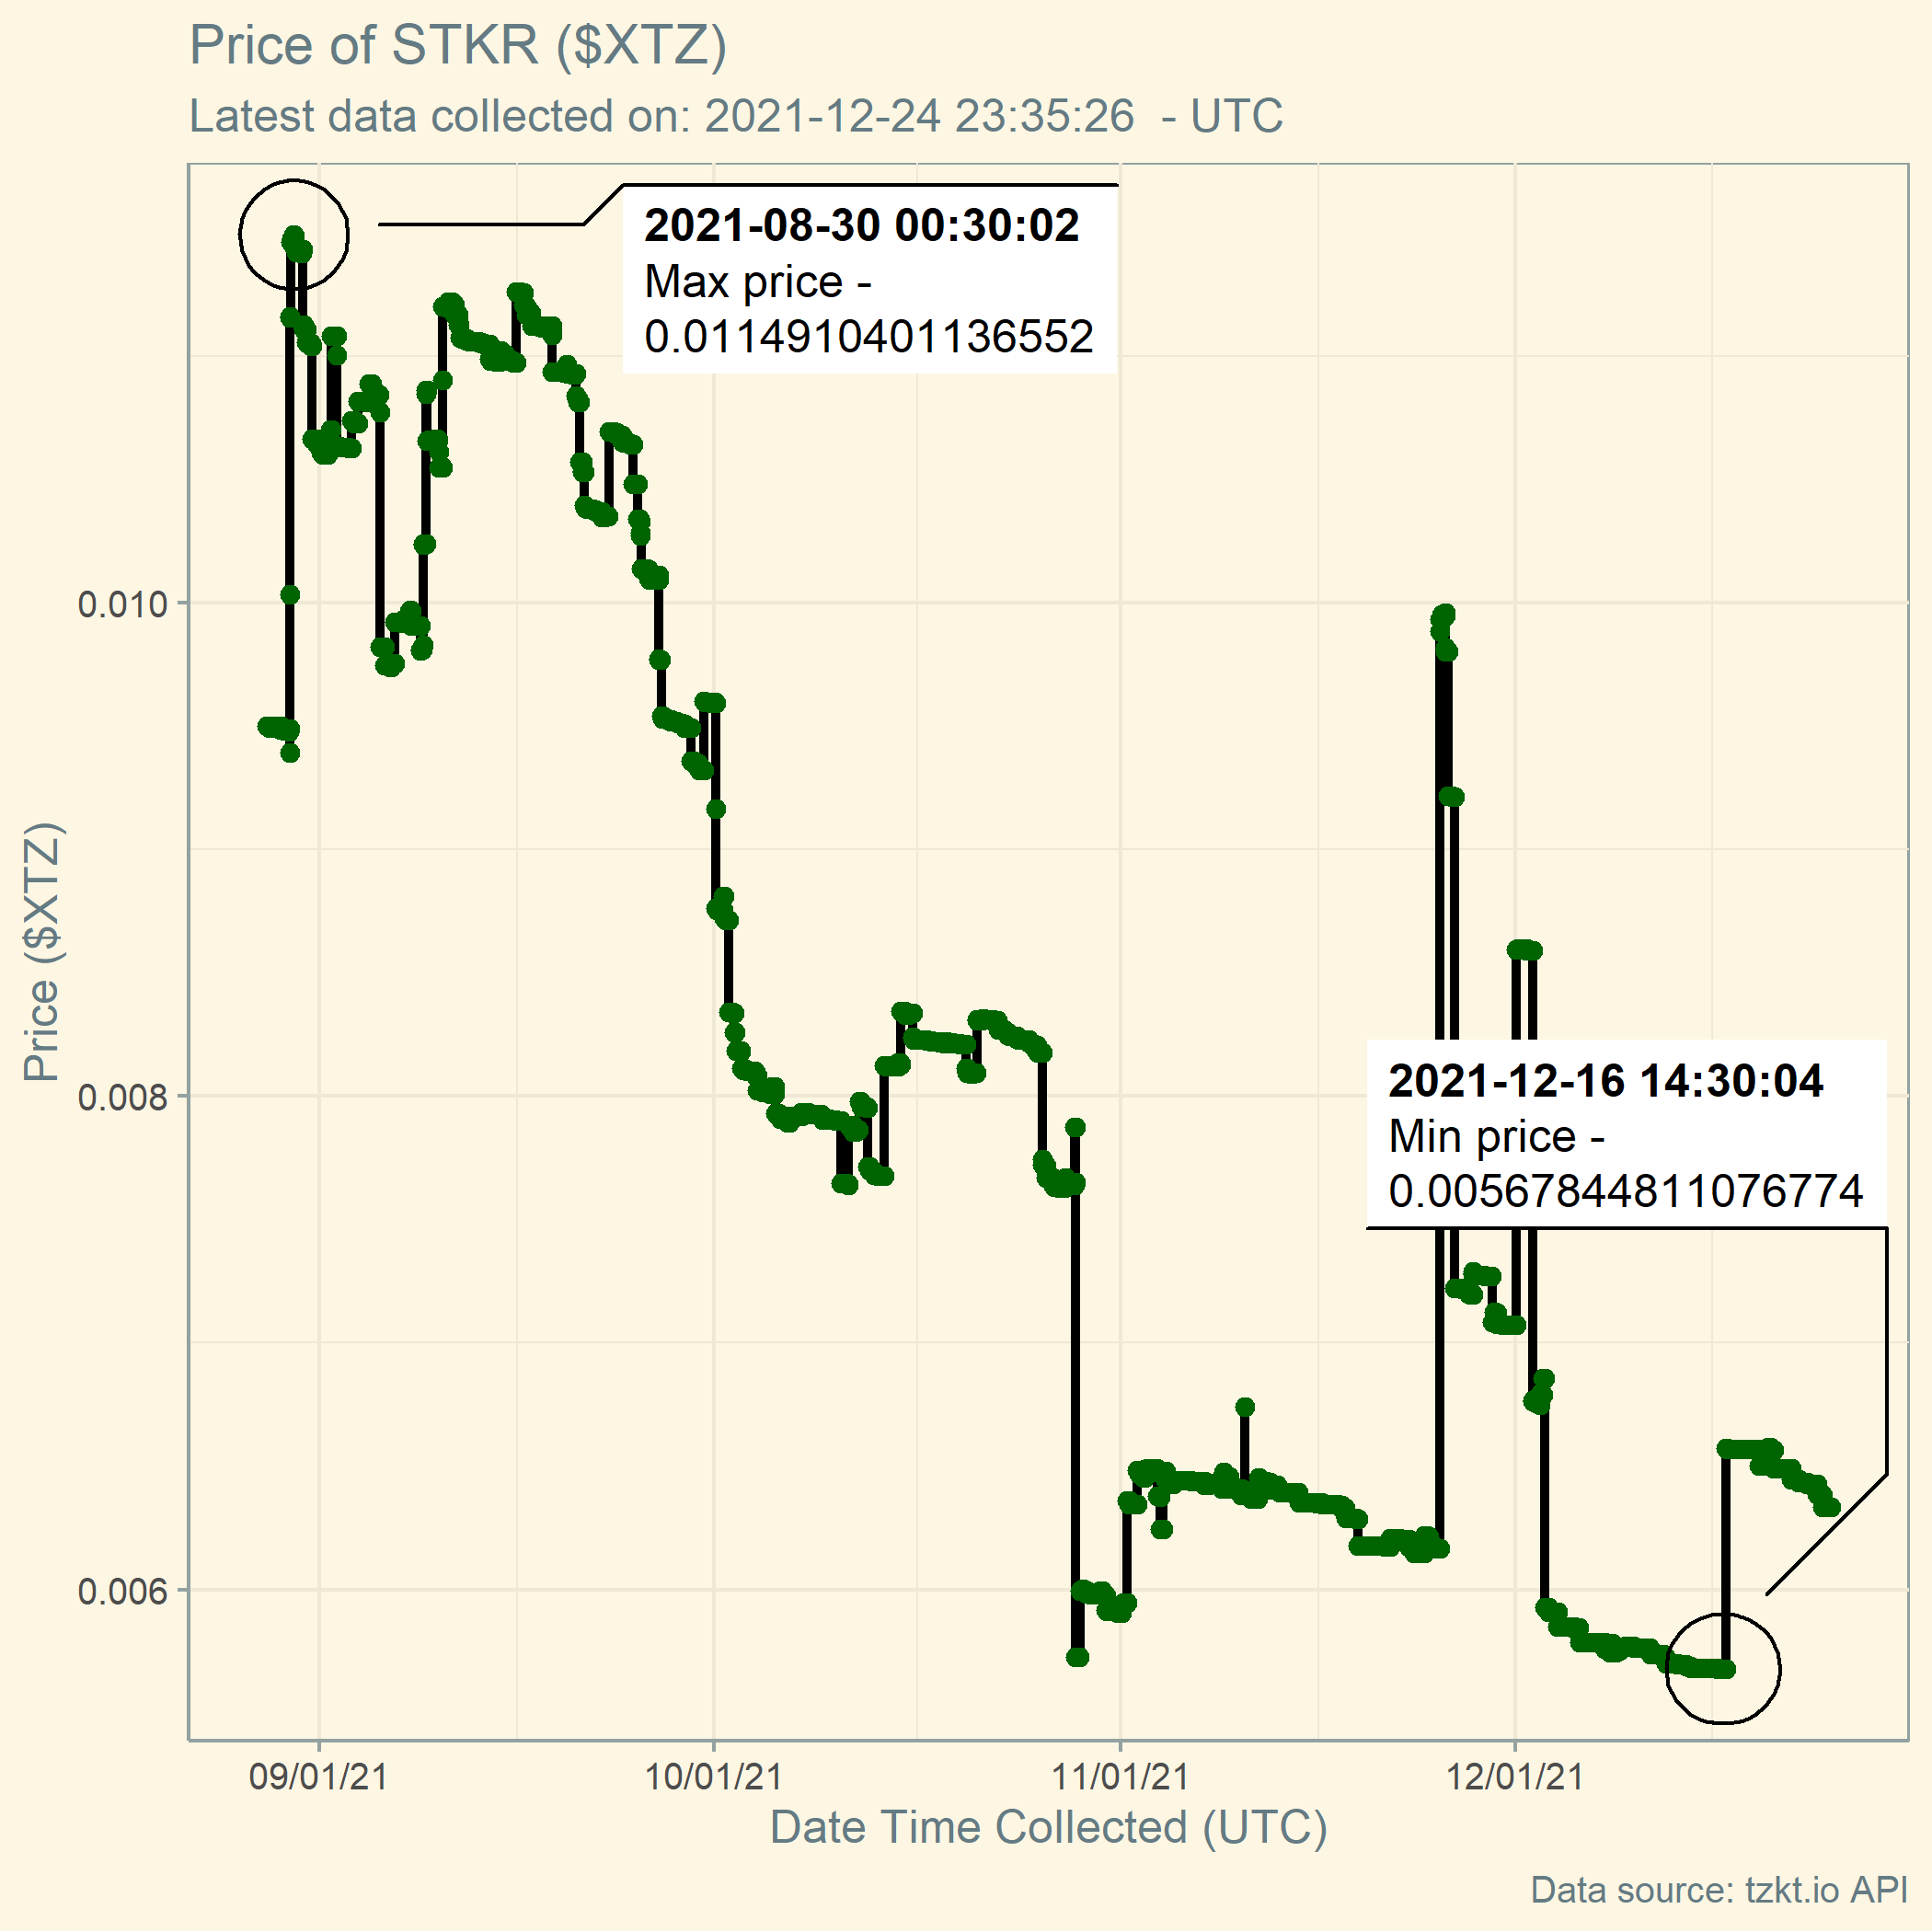 Price of STKR ($XTZ)
Latest data collected on: 2021-12-24 23:35:26 - UTC
2021-08-30 00:30:02
Max price -
0.0114910401136552
0.010
Price ($XTZ)
0.008
2021-12-16 14:30:04
Min price -
0.00567844811076774
0.006
09/01/21
10/01/21
11/01/21
12/01/21
Date Time Collected (UTC)
Data source: tzkt.io API